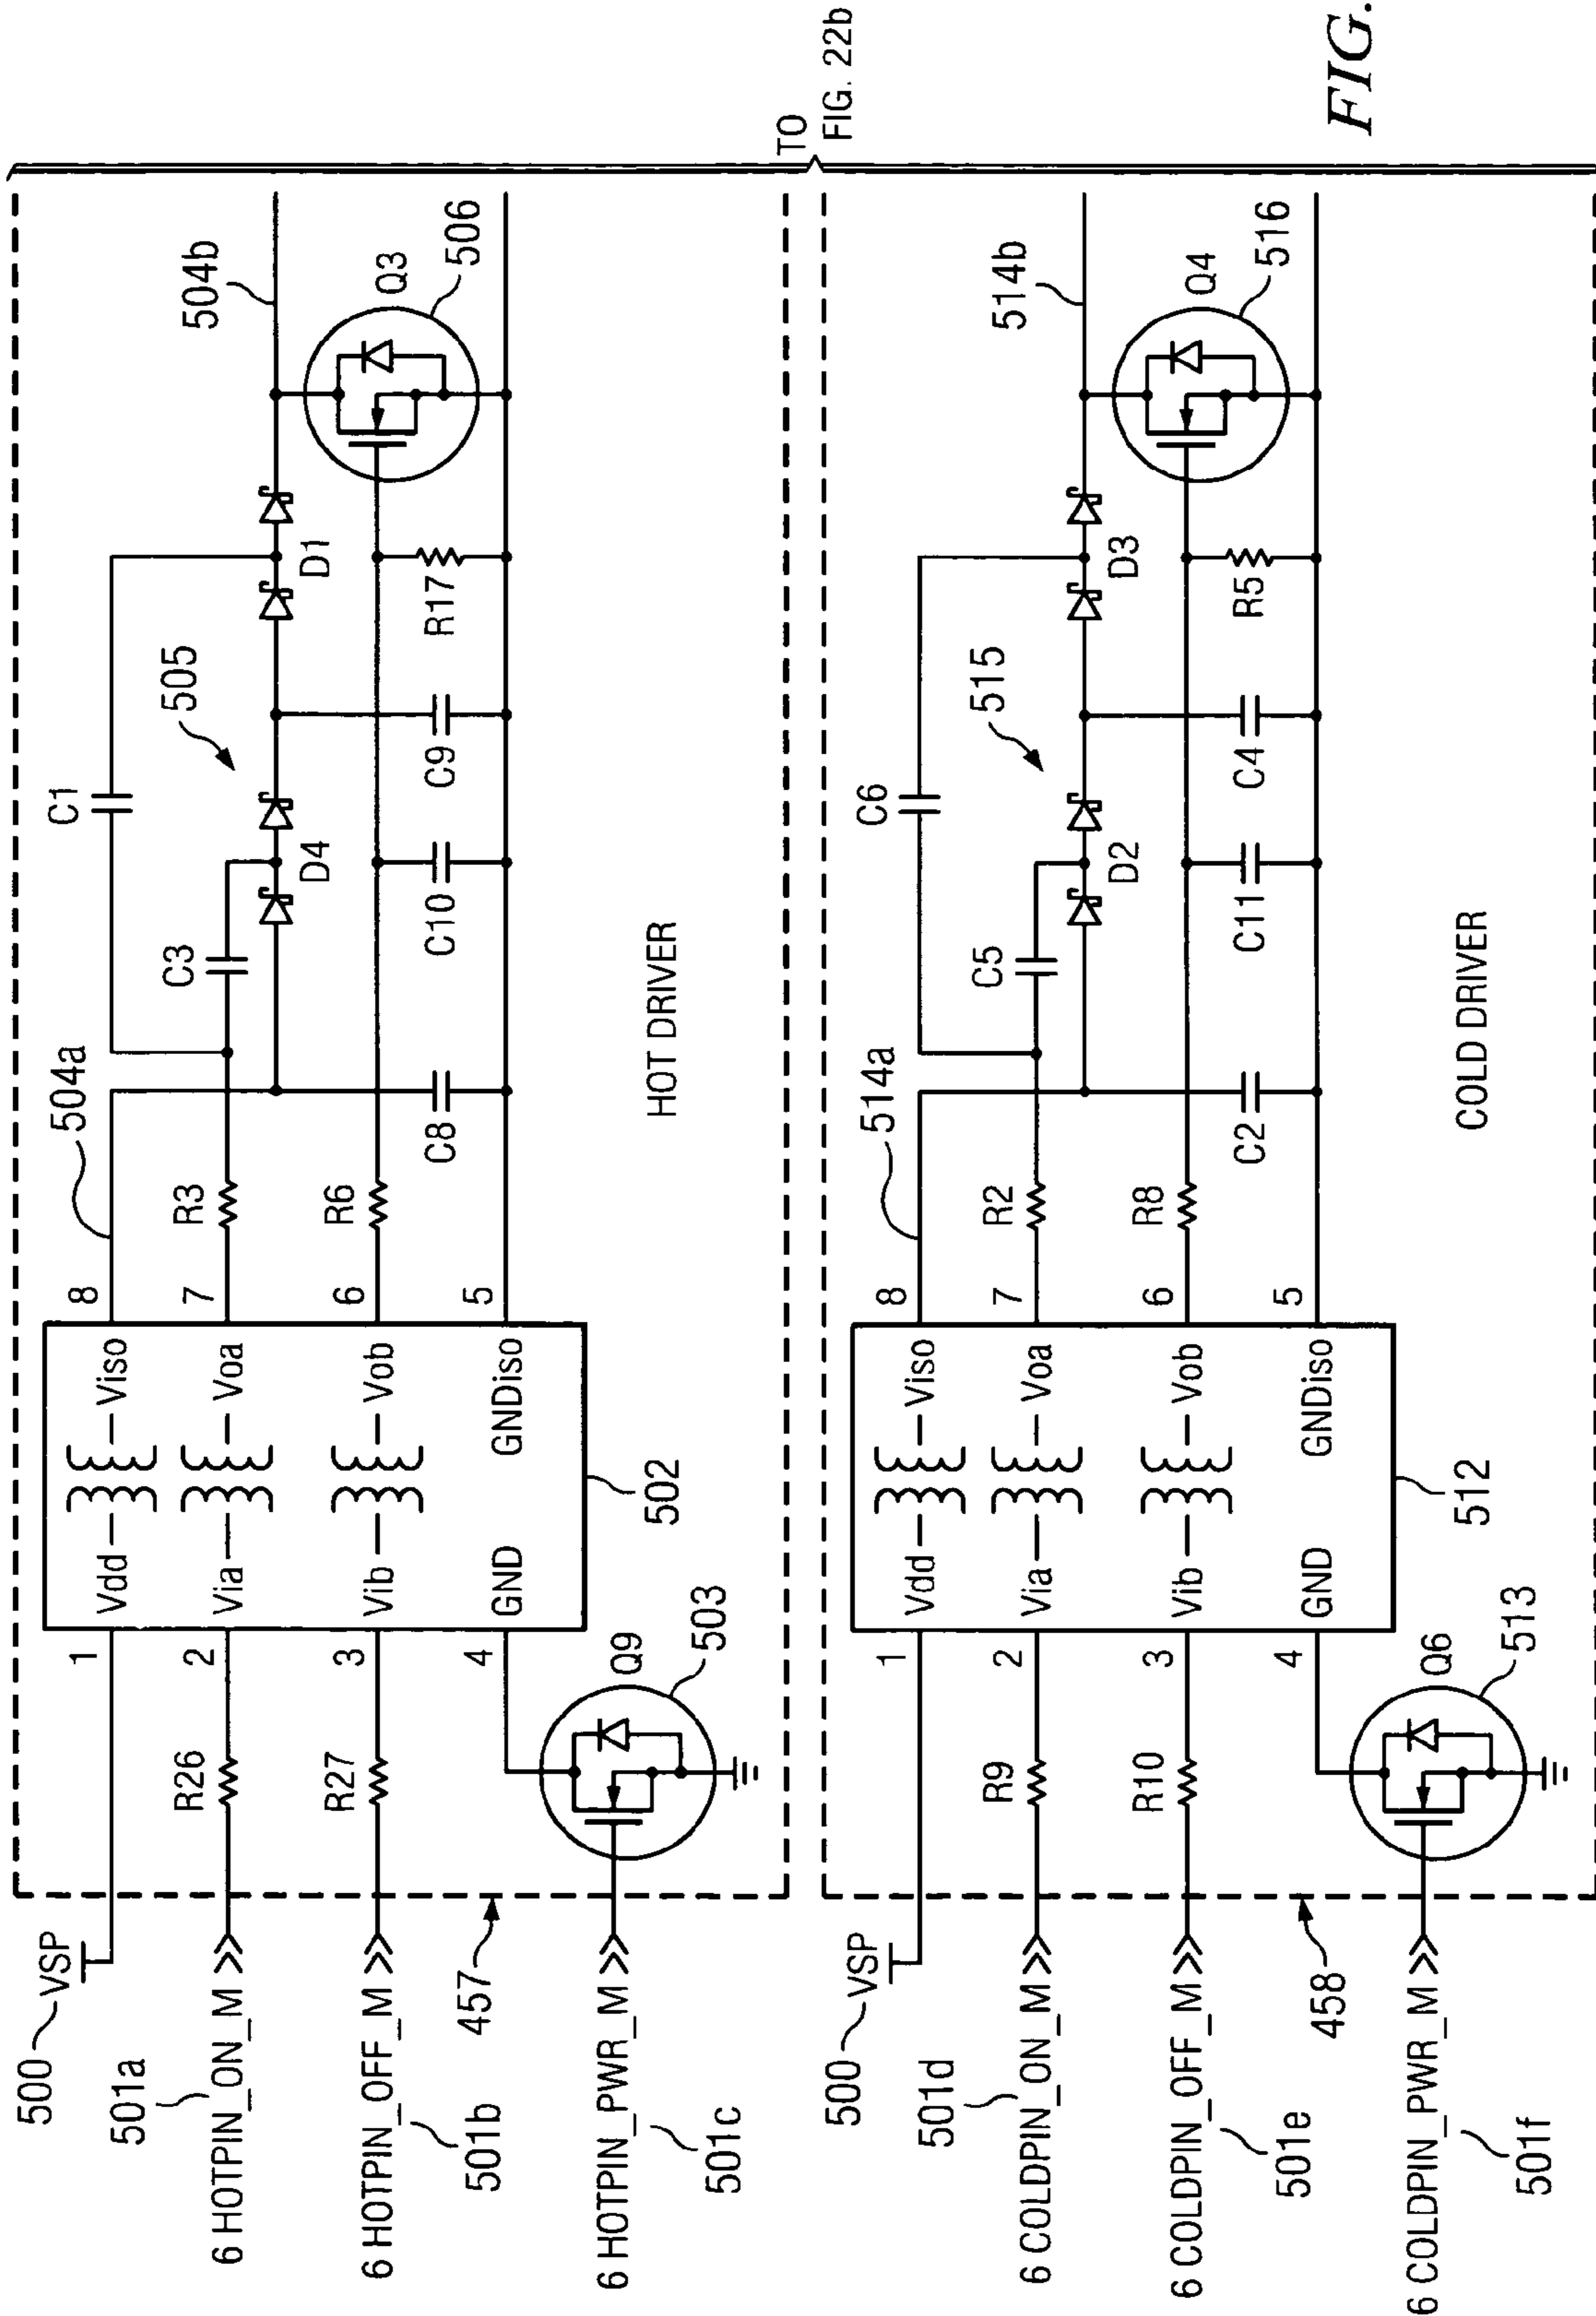 500 VSP
501a
6 HOTPIN_ON_M
6 HOTPIN_OFF_M
501b
457
6 HOTPIN_PWR_M
501c
R26
R27
Q9
503
1
2
3
4
Vdd
Viso
Via
Voa
Vib
Vob
GND
GNDiso
502
8
7
6
5
504a
R3
R6
C8
C3
C1
D4
C10
505
C9
D1
R17
504b
Q3
506
HOT DRIVER
TO
FIG. 22b
500 VSP
501d
6 COLDPIN_ON_M
6 COLDPIN_OFF_M
501e
458
6 COLDPIN_PWR_M
501f
R9
R10
Q6
513
1
2
3
4
Vdd
Viso
Via
Voa
Vib
Vob
GND
GNDiso
512
8
7
6
5
514a
R2
R8
C2
C5
C6
D2
C11
515
C4
D3
R5
514b
Q4
516
COLD DRIVER
FIG.